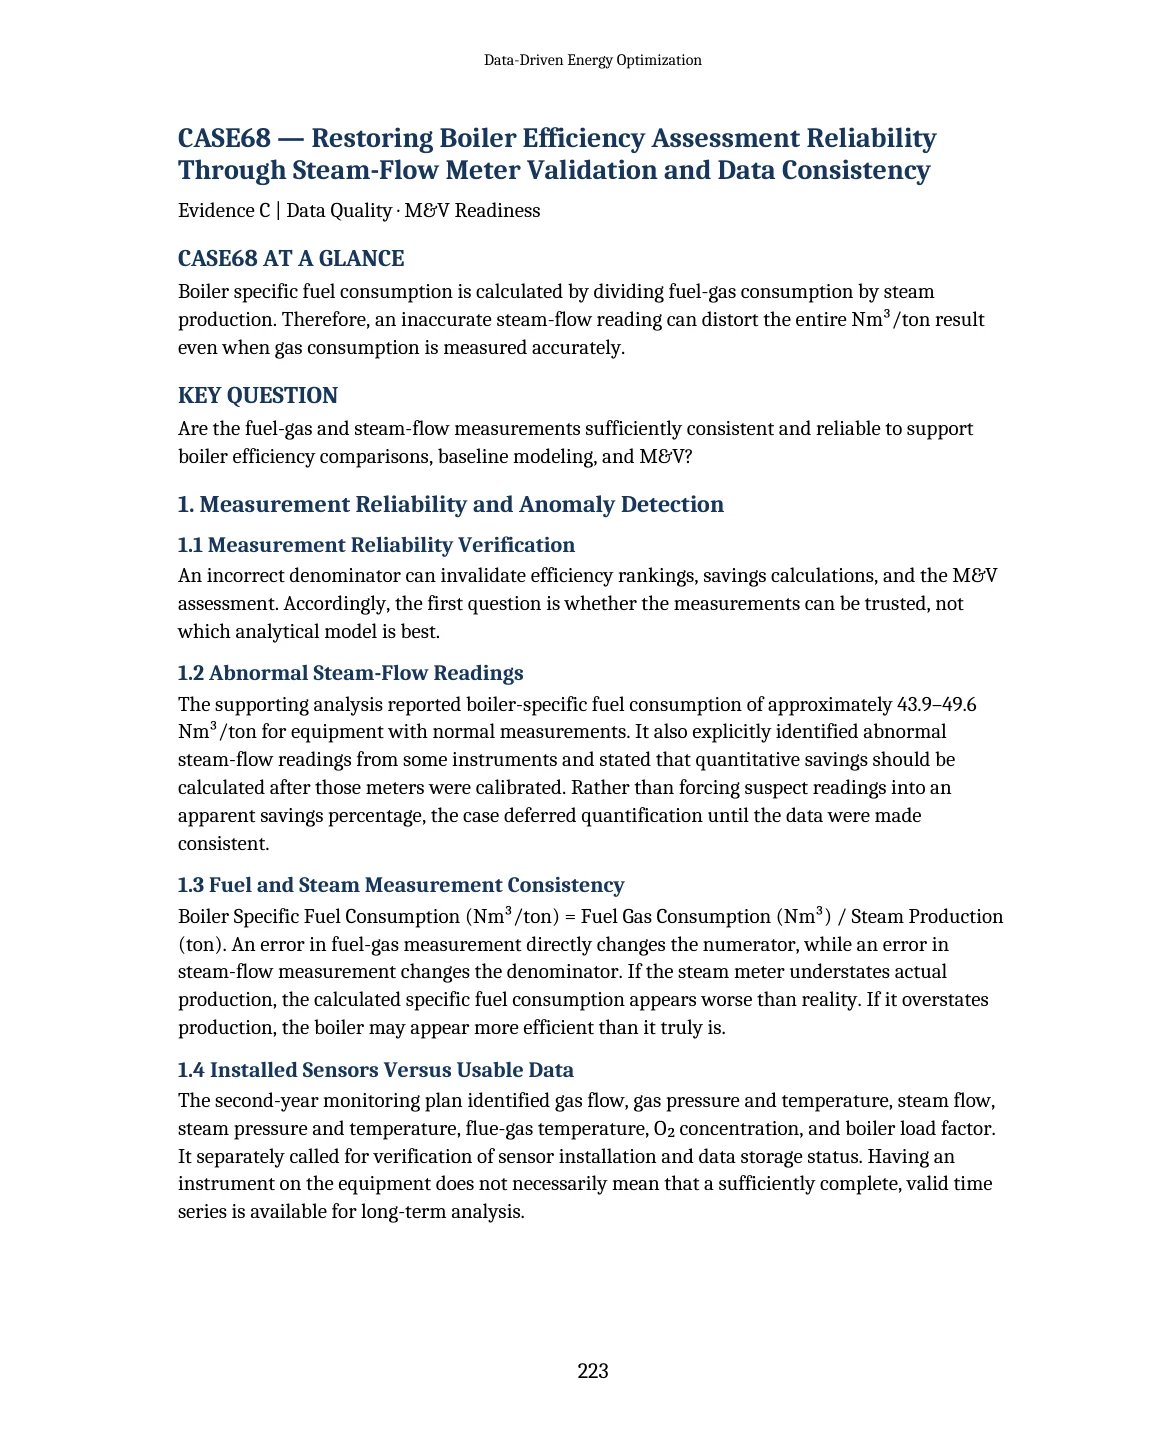 Data-Driven Energy Optimization
CASE68 — Restoring Boiler Efficiency Assessment Reliability
Through Steam-Flow Meter Validation and Data Consistency
Evidence C | Data Quality · M&V Readiness
CASE68 AT A GLANCE
Boiler specific fuel consumption is calculated by dividing fuel-gas consumption by steam
production. Therefore, an inaccurate steam-flow reading can distort the entire Nm³/ton result
even when gas consumption is measured accurately.
KEY QUESTION
Are the fuel-gas and steam-flow measurements sufficiently consistent and reliable to support
boiler efficiency comparisons, baseline modeling, and M&V?
1. Measurement Reliability and Anomaly Detection
1.1 Measurement Reliability Verification
An incorrect denominator can invalidate efficiency rankings, savings calculations, and the M&V
assessment. Accordingly, the first question is whether the measurements can be trusted, not
which analytical model is best.
1.2 Abnormal Steam-Flow Readings
The supporting analysis reported boiler-specific fuel consumption of approximately 43.9–49.6
Nm³/ton for equipment with normal measurements. It also explicitly identified abnormal
steam-flow readings from some instruments and stated that quantitative savings should be
calculated after those meters were calibrated. Rather than forcing suspect readings into an
apparent savings percentage, the case deferred quantification until the data were made
consistent.
1.3 Fuel and Steam Measurement Consistency
Boiler Specific Fuel Consumption (Nm³/ton) = Fuel Gas Consumption (Nm³) / Steam Production
(ton). An error in fuel-gas measurement directly changes the numerator, while an error in
steam-flow measurement changes the denominator. If the steam meter understates actual
production, the calculated specific fuel consumption appears worse than reality. If it overstates
production, the boiler may appear more efficient than it truly is.
1.4 Installed Sensors Versus Usable Data
The second-year monitoring plan identified gas flow, gas pressure and temperature, steam flow,
steam pressure and temperature, flue-gas temperature, O₂ concentration, and boiler load factor.
It separately called for verification of sensor installation and data storage status. Having an
instrument on the equipment does not necessarily mean that a sufficiently complete, valid time
series is available for long-term analysis.
223